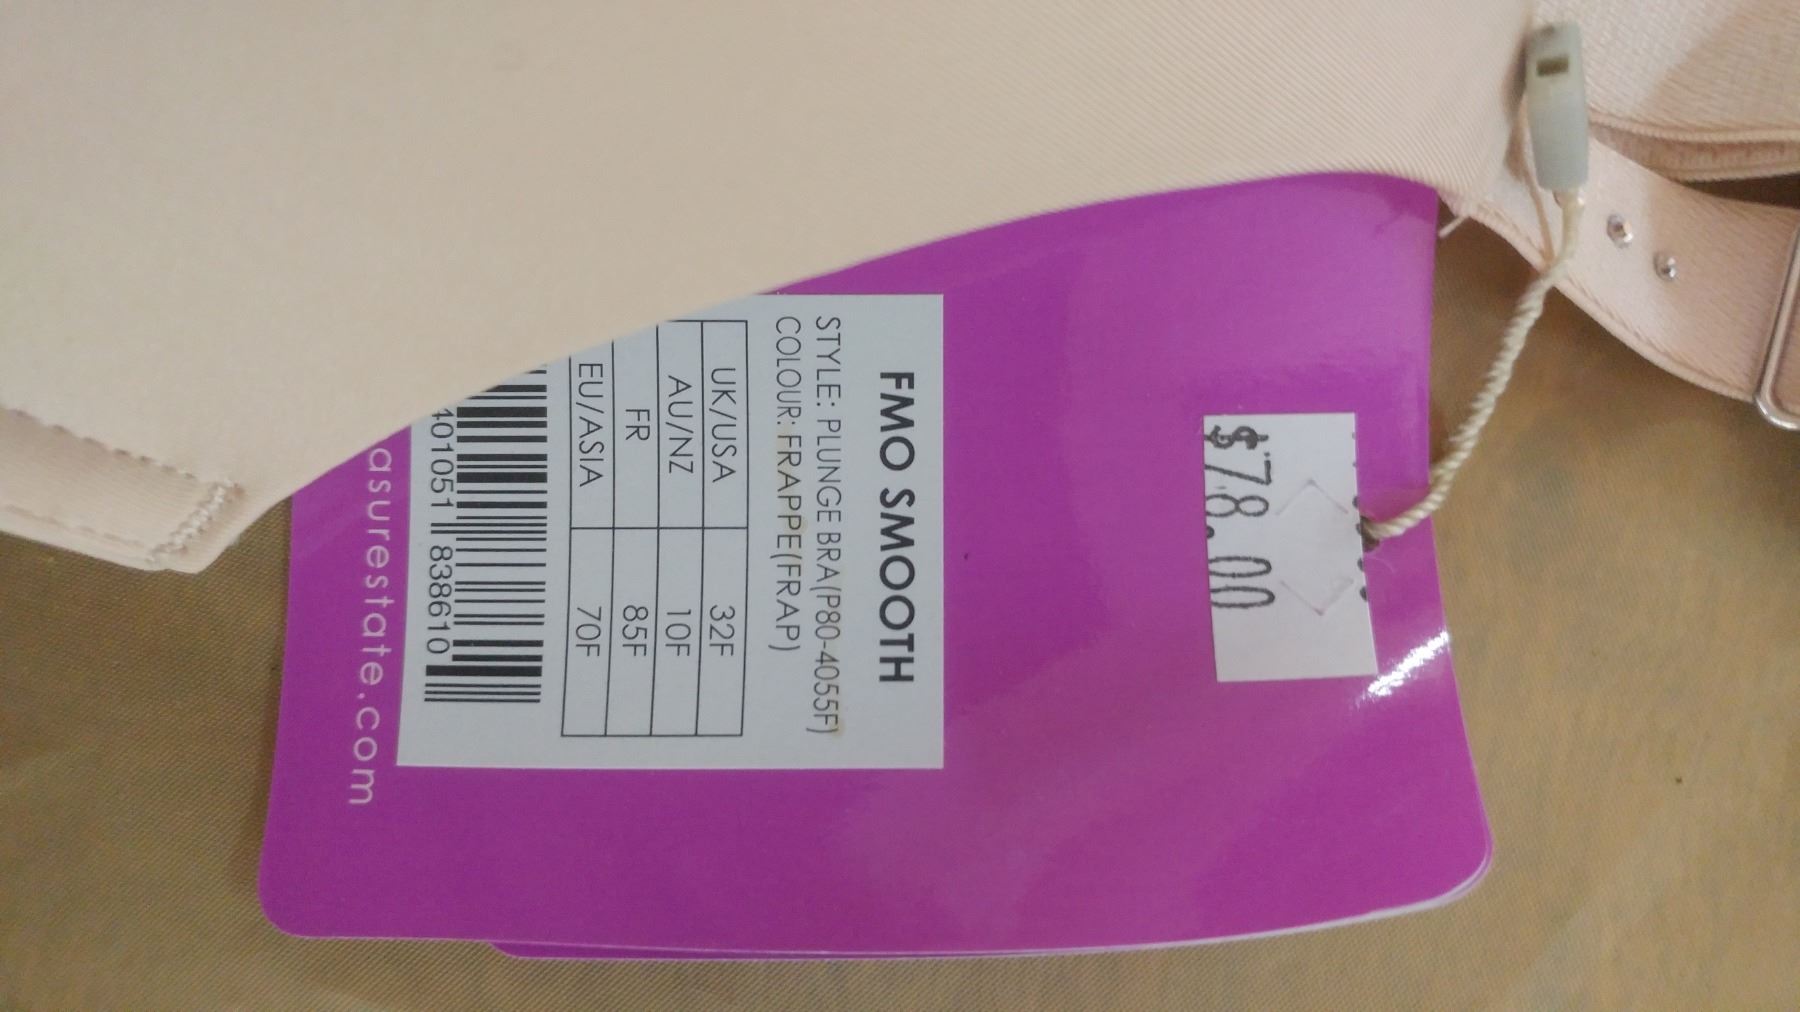 $78.00
FMO SMOOTH
STYLE: PLUNGE BRA(P80-4055F)
COLOUR: FRAPPE(FRAP)
UK/USA 32F
AU/NZ 10F
FR 85F
EU/ASIA 70F
401051 838610
asurestate.com